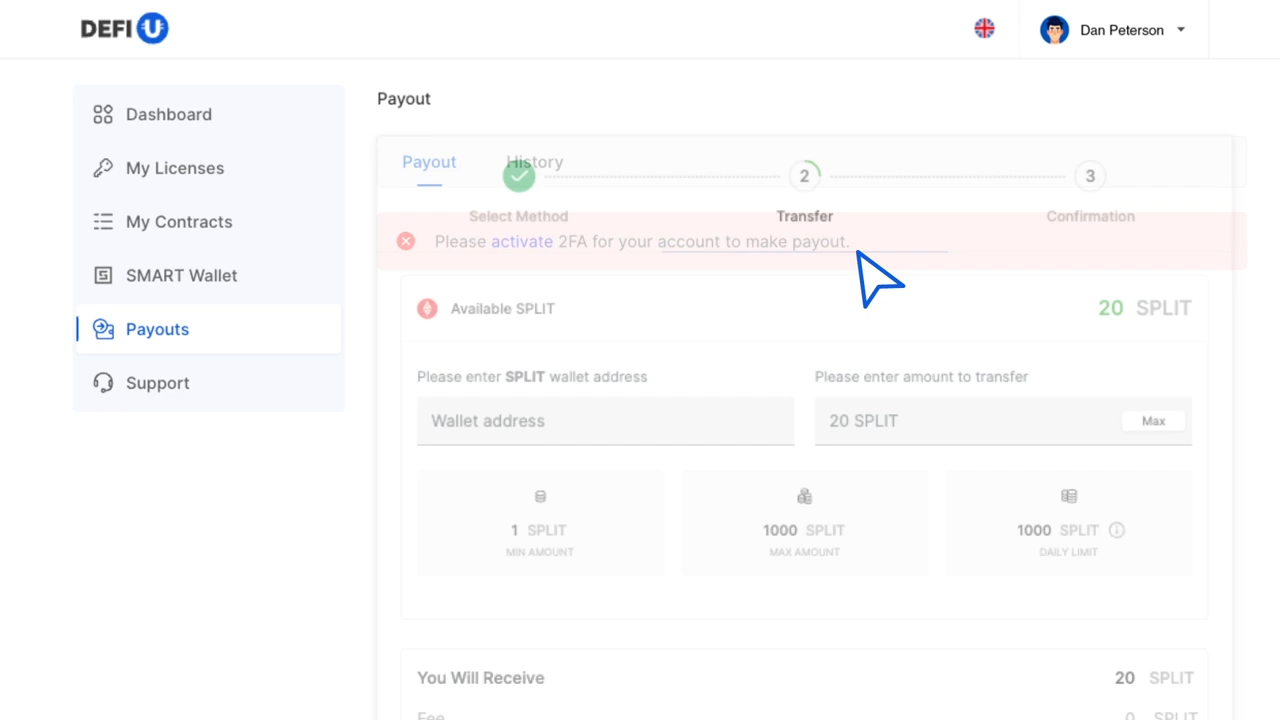 DEFI U
Dan Peterson
Dashboard
My Licenses
My Contracts
SMART Wallet
Payouts
Support
Payout
Payout History
2
3
Select Method
Transfer
Confirmation
Please activate 2FA for your account to make payout.
Available SPLIT
20 SPLIT
Please enter SPLIT wallet address
Please enter amount to transfer
Wallet address
20 SPLIT
Max
1 SPLIT
MIN AMOUNT
1000 SPLIT
MAX AMOUNT
1000 SPLIT
DAILY LIMIT
You Will Receive
20 SPLIT
Fee
0 SPLIT